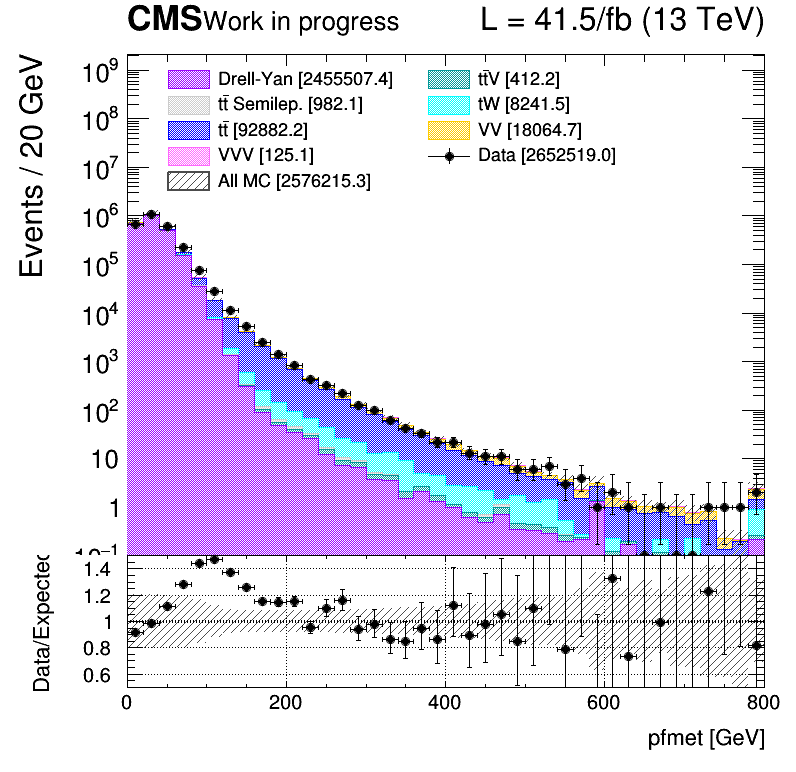 CMS Work in progress L = 41.5/fb (13 TeV)
Events / 20 GeV
Drell-Yan [2455507.4]
tt̄ Semilep. [982.1]
tt̄ [92882.2]
VVV [125.1]
All MC [2576215.3]
tt̄V [412.2]
tW [8241.5]
VV [18064.7]
Data [2652519.0]
10⁹
10⁸
10⁷
10⁶
10⁵
10⁴
10³
10²
10
1
10⁻¹
Data/Expected
1.4
1.2
1
0.8
0.6
0 200 400 600 800
pfmet [GeV]